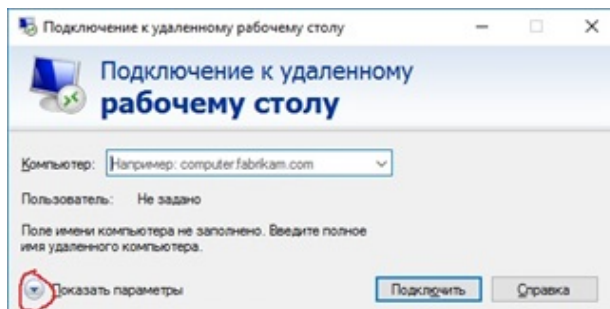 Подключение к удаленному рабочему столу
Подключение к удаленному
рабочему столу
Компьютер: Например: computer.fabrikam.com
Пользователь: Не задано
Поле имени компьютера не заполнено. Введите полное
имя удаленного компьютера.
Показать параметры Подключить Справка